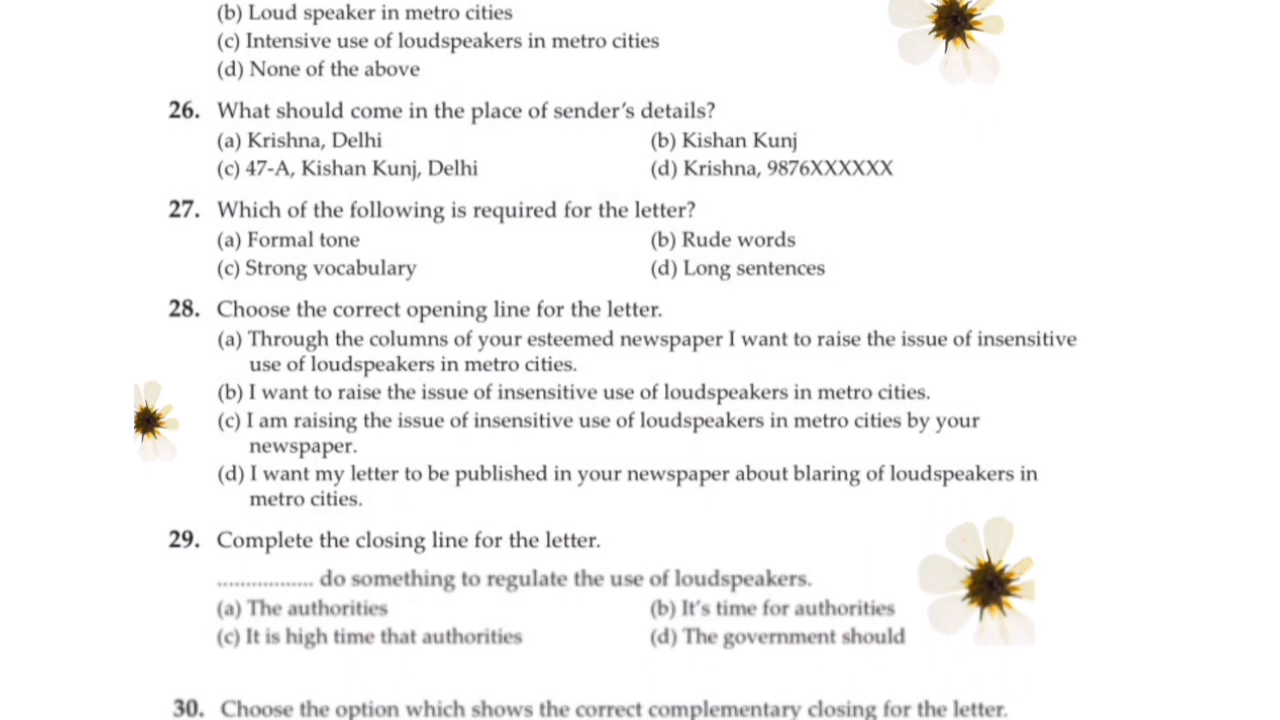 (b) Loud speaker in metro cities
(c) Intensive use of loudspeakers in metro cities
(d) None of the above
26. What should come in the place of sender's details?
(a) Krishna, Delhi (b) Kishan Kunj
(c) 47-A, Kishan Kunj, Delhi (d) Krishna, 9876XXXXXX
27. Which of the following is required for the letter?
(a) Formal tone (b) Rude words
(c) Strong vocabulary (d) Long sentences
28. Choose the correct opening line for the letter.
(a) Through the columns of your esteemed newspaper I want to raise the issue of insensitive
use of loudspeakers in metro cities.
(b) I want to raise the issue of insensitive use of loudspeakers in metro cities.
(c) I am raising the issue of insensitive use of loudspeakers in metro cities by your
newspaper.
(d) I want my letter to be published in your newspaper about blaring of loudspeakers in
metro cities.
29. Complete the closing line for the letter.
................. do something to regulate the use of loudspeakers.
(a) The authorities (b) It's time for authorities
(c) It is high time that authorities (d) The government should
30. Choose the option which shows the correct complementary closing for the letter.